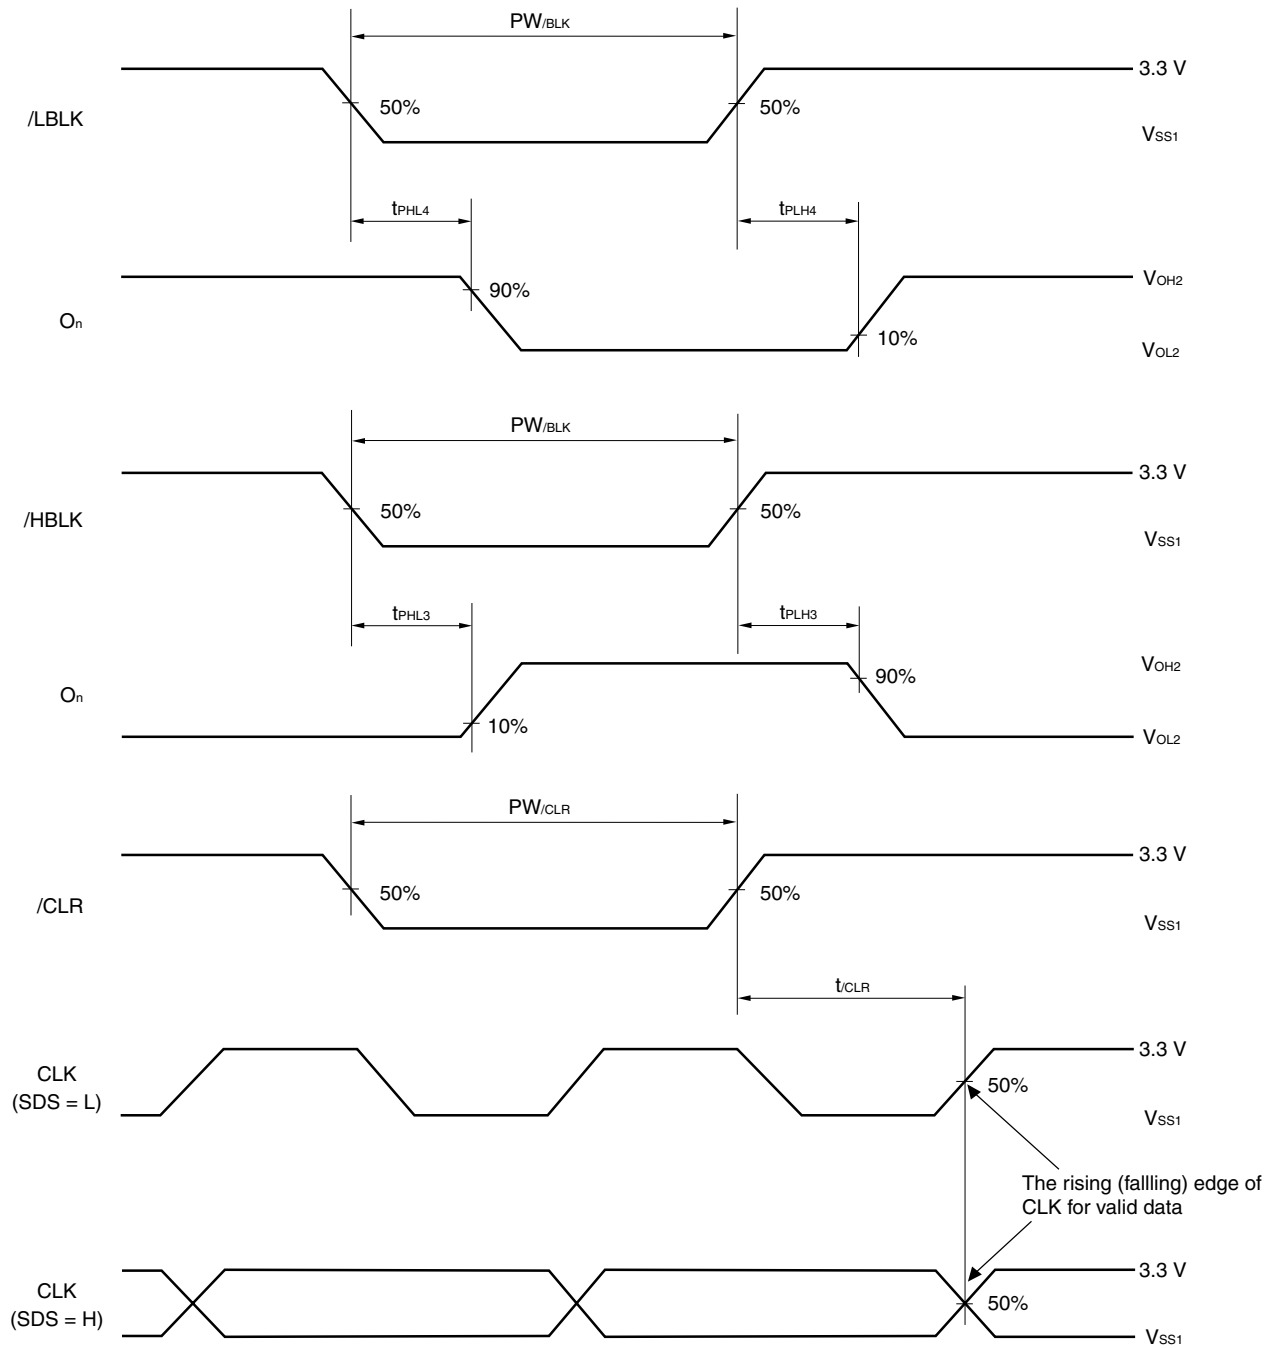 PW/BLK
3.3 V
/LBLK
50%
50%
VSS1
tPHL4
tPLH4
VOH2
90%
On
10%
VOL2
PW/BLK
3.3 V
/HBLK
50%
50%
VSS1
tPHL3
tPLH3
VOH2
90%
On
10%
VOL2
PW/CLR
3.3 V
/CLR
50%
50%
VSS1
t/CLR
3.3 V
CLK
(SDS = L)
50%
VSS1
The rising (fallling) edge of
CLK for valid data
3.3 V
CLK
(SDS = H)
50%
VSS1